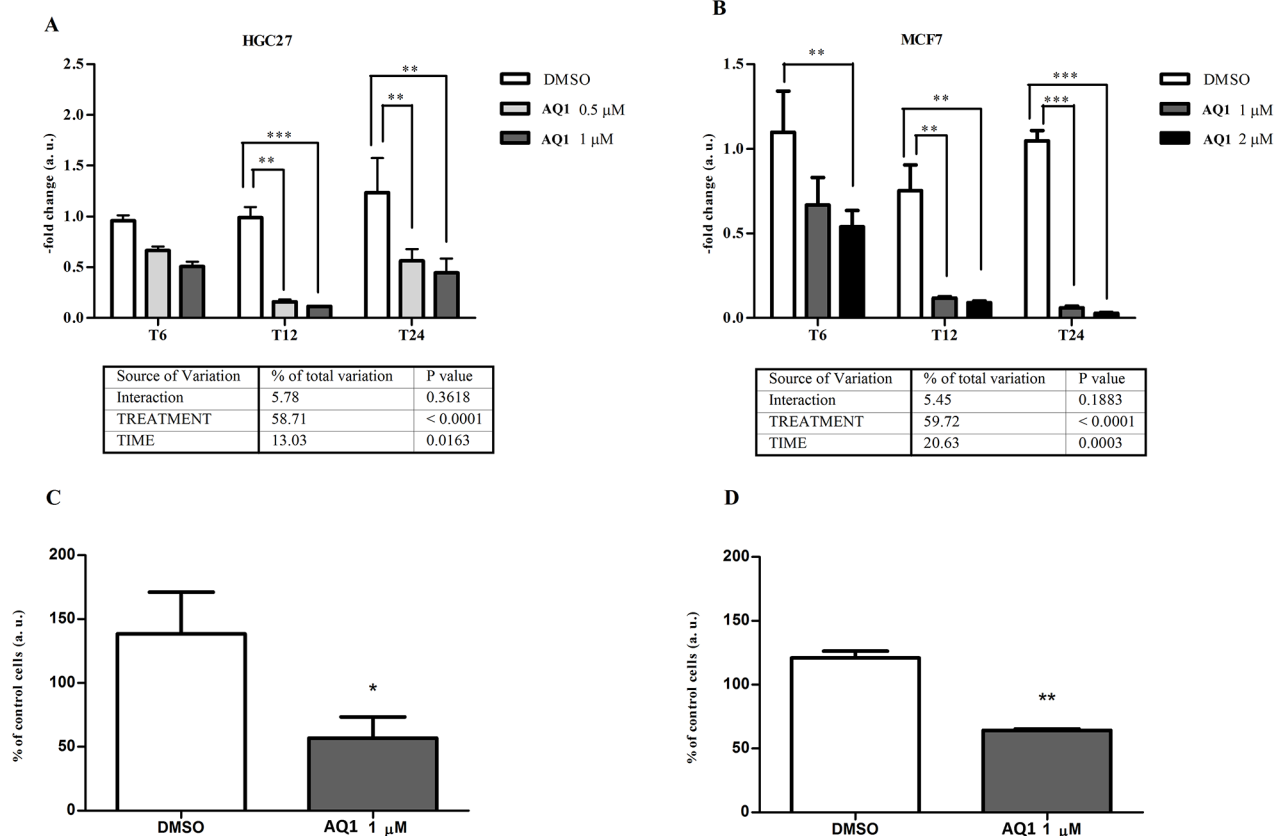 A
HGC27
-fold change (a. u.)
2.5
2.0
1.5
1.0
0.5
0.0
**
***
**
**
**
T6 T12 T24
DMSO
AQ1 0.5 μM
AQ1 1 μM
Source of Variation % of total variation P value
Interaction 5.78 0.3618
TREATMENT 58.71 < 0.0001
TIME 13.03 0.0163
B
MCF7
-fold change (a. u.)
1.5
1.0
0.5
0.0
**
**
**
***
***
T6 T12 T24
DMSO
AQ1 1 μM
AQ1 2 μM
Source of Variation % of total variation P value
Interaction 5.45 0.1883
TREATMENT 59.72 < 0.0001
TIME 20.63 0.0003
C
% of control cells (a. u.)
200
150
100
50
0
*
DMSO AQ1 1 μM
D
% of control cells (a. u.)
200
150
100
50
0
**
DMSO AQ1 1 μM